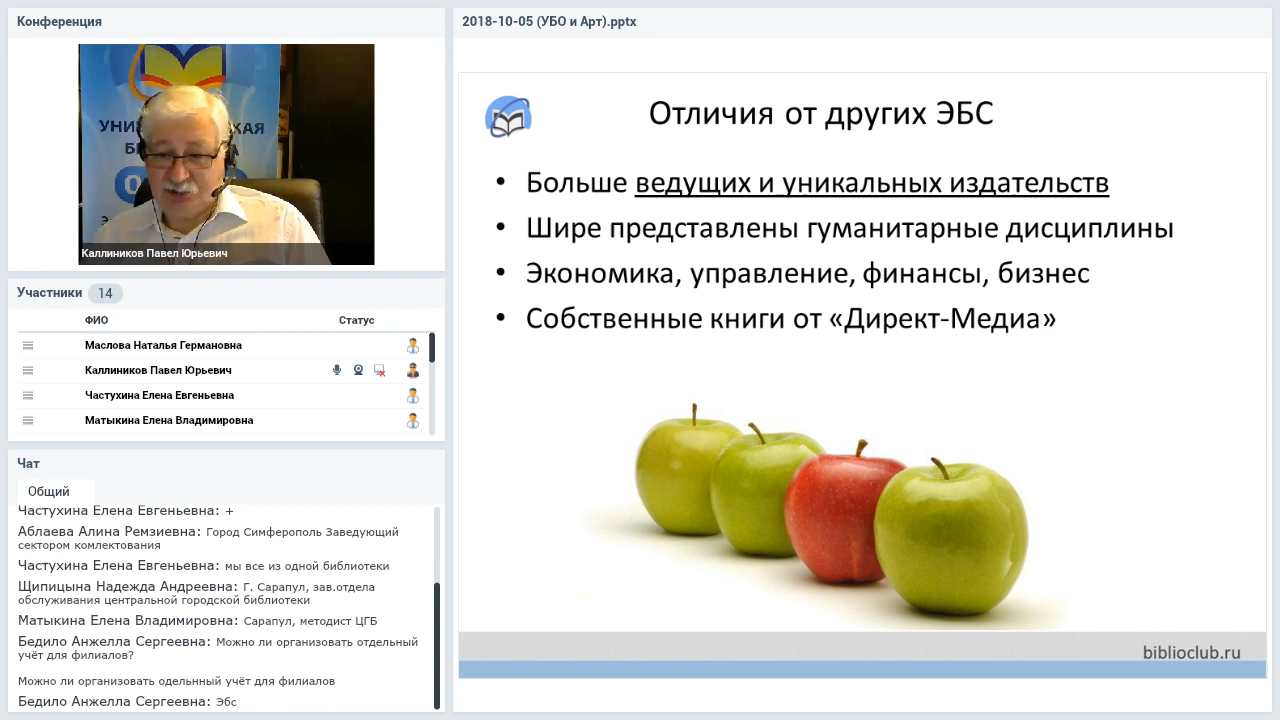 Конференция
УНИ КАЯ
Каллиников Павел Юрьевич
Участники 14
ФИО Статус
Маслова Наталья Германовна
Каллиников Павел Юрьевич
Частухина Елена Евгеньевна
Матыкина Елена Владимировна
Чат
Общий
Частухина Елена Евгеньевна: +
Аблаева Алина Ремзиевна: Город Симферополь Заведующий
сектором комлектования
Частухина Елена Евгеньевна: мы все из одной библиотеки
Щипицына Надежда Андреевна: Г. Сарапул, зав.отдела
обслуживания центральной городской библиотеки
Матыкина Елена Владимировна: Сарапул, методист ЦГБ
Бедило Анжелла Сергеевна: Можно ли организовать отдельный
учёт для филиалов?
Можно ли организовать одельнный учёт для филиалов
Бедило Анжелла Сергеевна: Эбс
2018-10-05 (УБО и Арт).pptx
Отличия от других ЭБС
• Больше ведущих и уникальных издательств
• Шире представлены гуманитарные дисциплины
• Экономика, управление, финансы, бизнес
• Собственные книги от «Директ-Медиа»
biblioclub.ru